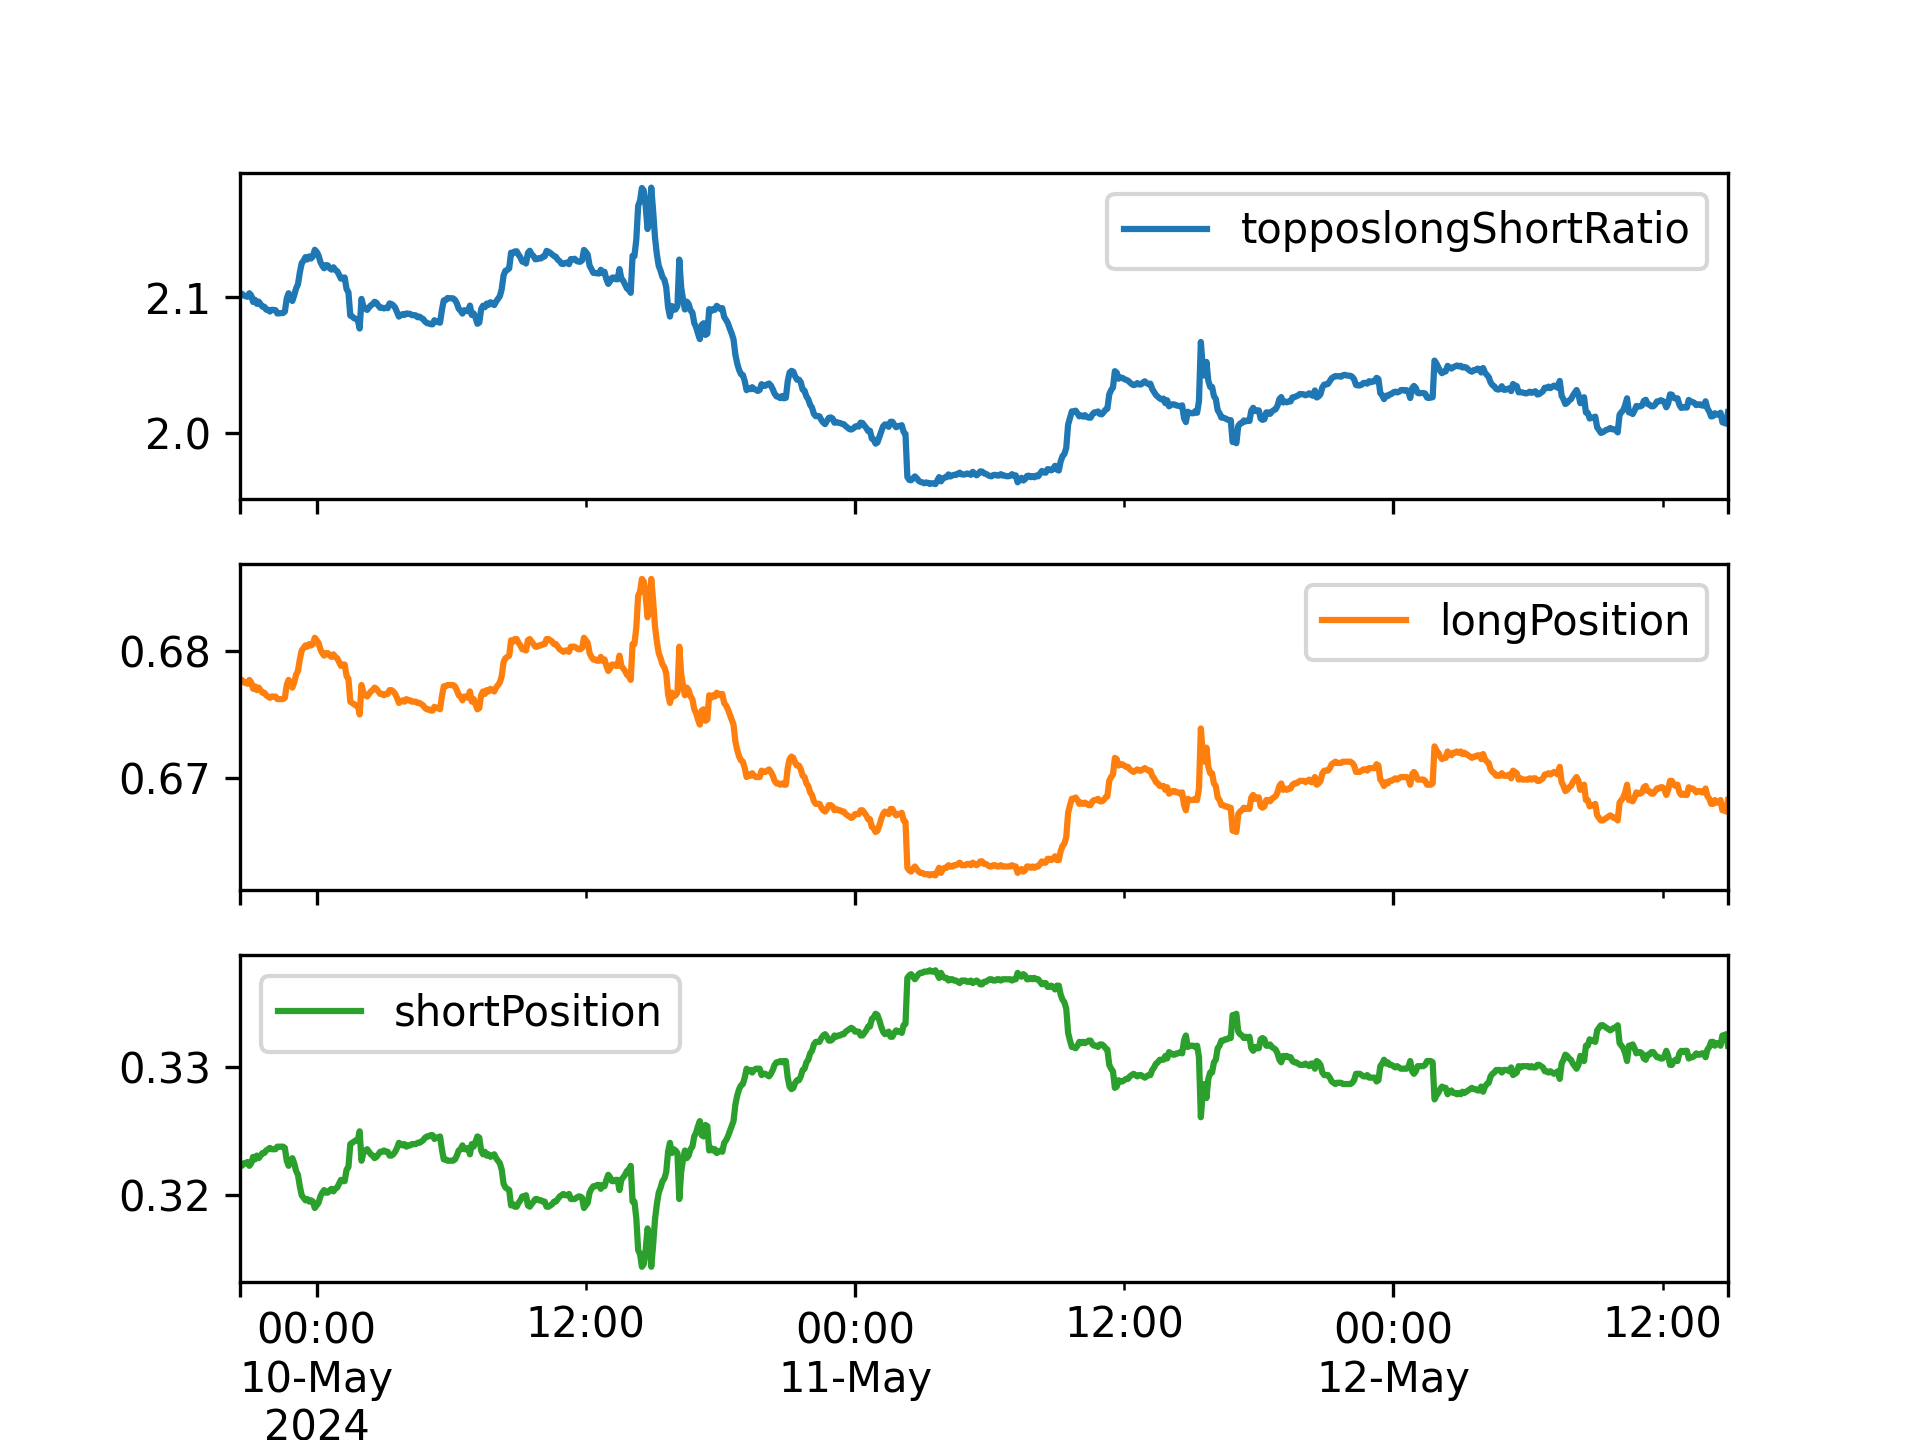 topposlongShortRatio
2.1
2.0
longPosition
0.68
0.67
shortPosition
0.33
0.32
00:00 12:00 00:00 12:00 00:00 12:00
10-May 11-May 12-May
2024